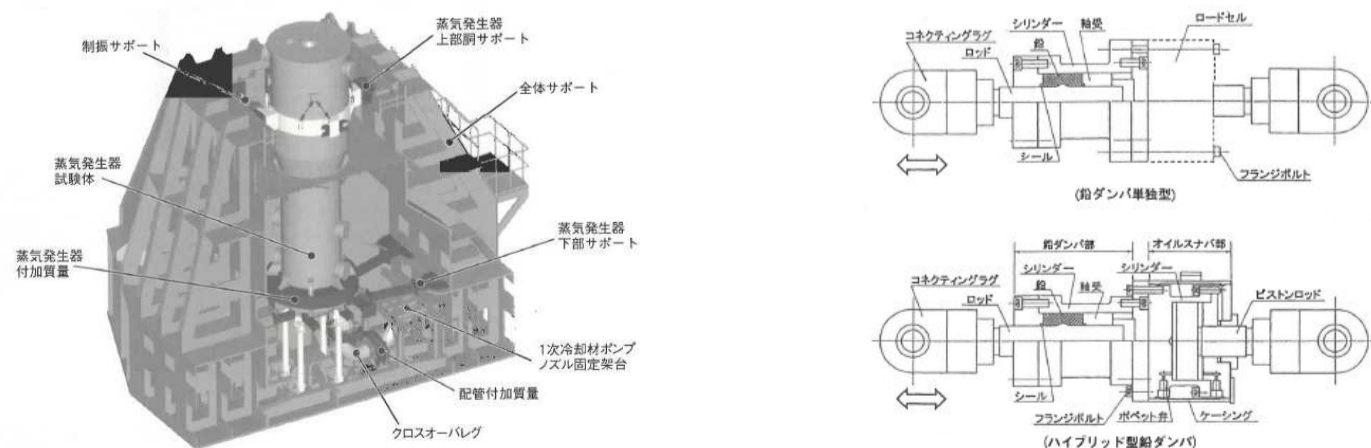 蒸気発生器
上部胴サポート
制振サポート
全体サポート
蒸気発生器
試験体
蒸気発生器
下部サポート
蒸気発生器
付加質量
1次冷却材ポンプ
ノズル固定架台
配管付加質量
クロスオーバレグ
シリンダー
軸受
ロードセル
コネクティングラグ
鉛
ロッド
シール
フランジボルト
(鉛ダンパ単独型)
鉛ダンパ部
オイルスナバ部
シリンダー
シリンダー
コネクティングラグ
鉛
軸受
ピストンロッド
ロッド
シール
フランジボルト
ポペット弁
ケーシング
(ハイブリッド型鉛ダンパ)